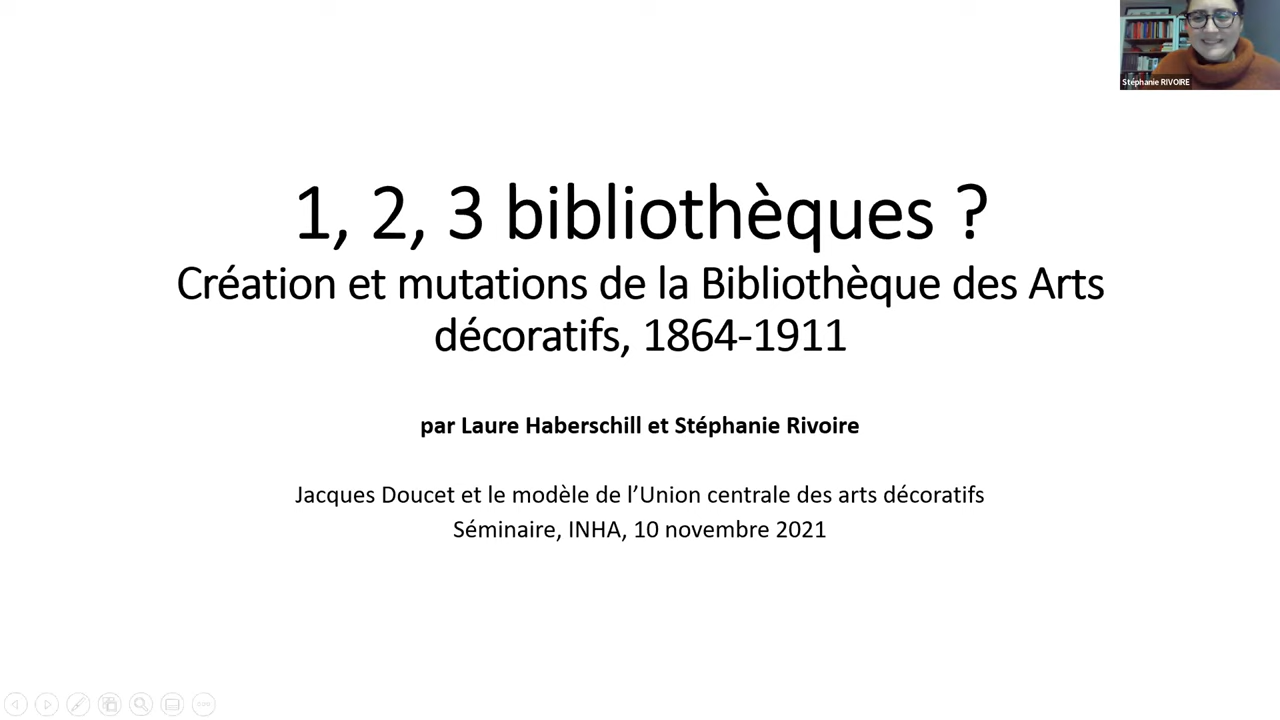 Stéphanie RIVOIRE
1, 2, 3 bibliothèques ?
Création et mutations de la Bibliothèque des Arts
décoratifs, 1864-1911
par Laure Haberschill et Stéphanie Rivoire
Jacques Doucet et le modèle de l’Union centrale des arts décoratifs
Séminaire, INHA, 10 novembre 2021